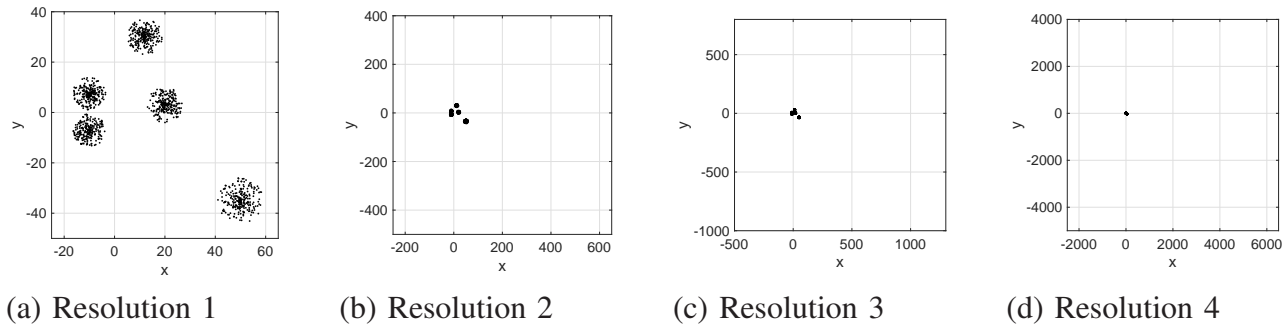 40
20
0
-20
-40
y
-20 0 20 40 60
x
(a) Resolution 1
400
200
0
-200
-400
y
-200 0 200 400 600
x
(b) Resolution 2
500
0
-500
-1000
y
-500 0 500 1000
x
(c) Resolution 3
4000
2000
0
-2000
-4000
y
-2000 0 2000 4000 6000
x
(d) Resolution 4